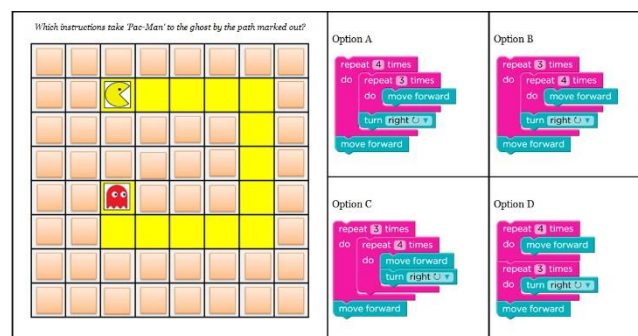 Which instructions take 'Pac-Man' to the ghost by the path marked out?
Option A
repeat 4 times
do repeat 3 times
do move forward
turn right
move forward
Option B
repeat 3 times
do repeat 4 times
do move forward
turn right
move forward
Option C
repeat 3 times
do repeat 4 times
do move forward
turn right
move forward
Option D
repeat 4 times
do move forward
repeat 3 times
do turn right
move forward